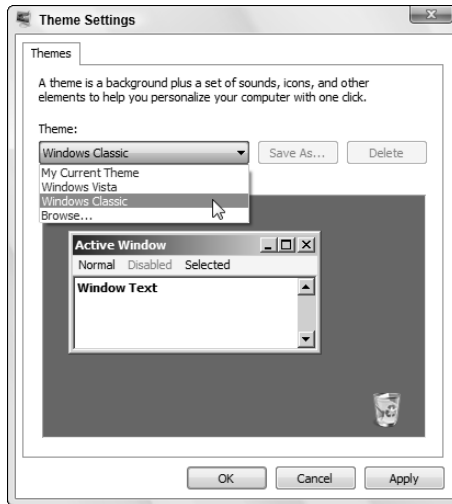 Theme Settings
Themes
A theme is a background plus a set of sounds, icons, and other
elements to help you personalize your computer with one click.
Theme:
Windows Classic
Save As...
Delete
My Current Theme
Windows Vista
Windows Classic
Browse...
Active Window
Normal Disabled Selected
Window Text
OK Cancel Apply